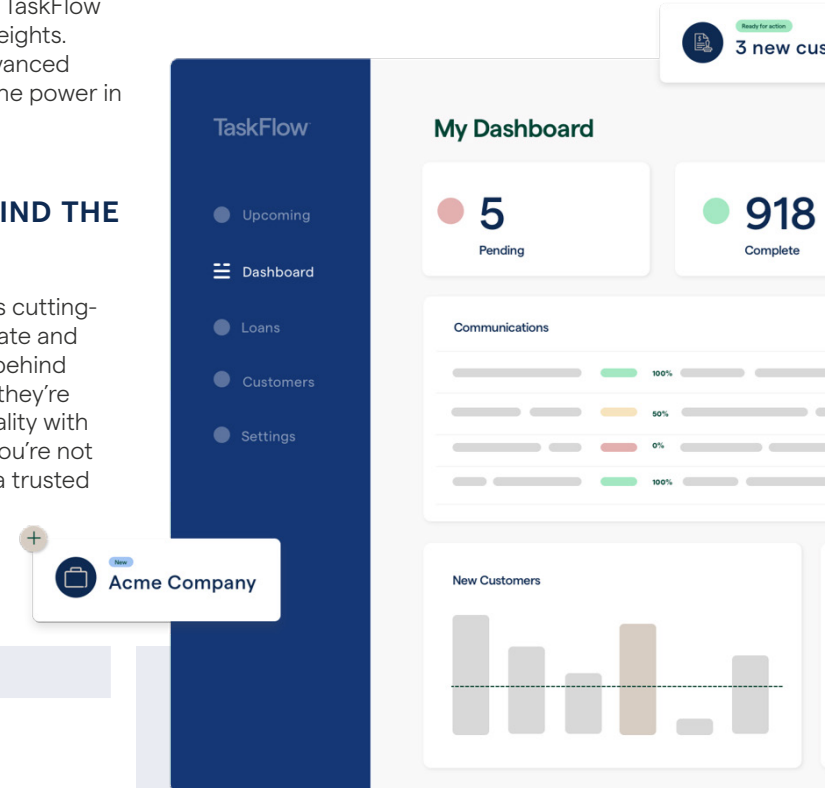 TaskFlow
eights.
vanced
ne power in
IND THE
s cutting-
ate and
behind
they’re
ality with
ou’re not
a trusted
Ready for action
3 new cus
TaskFlow
Upcoming
Dashboard
Loans
Customers
Settings
New
Acme Company
My Dashboard
5
Pending
918
Complete
Communications
100%
50%
0%
100%
New Customers